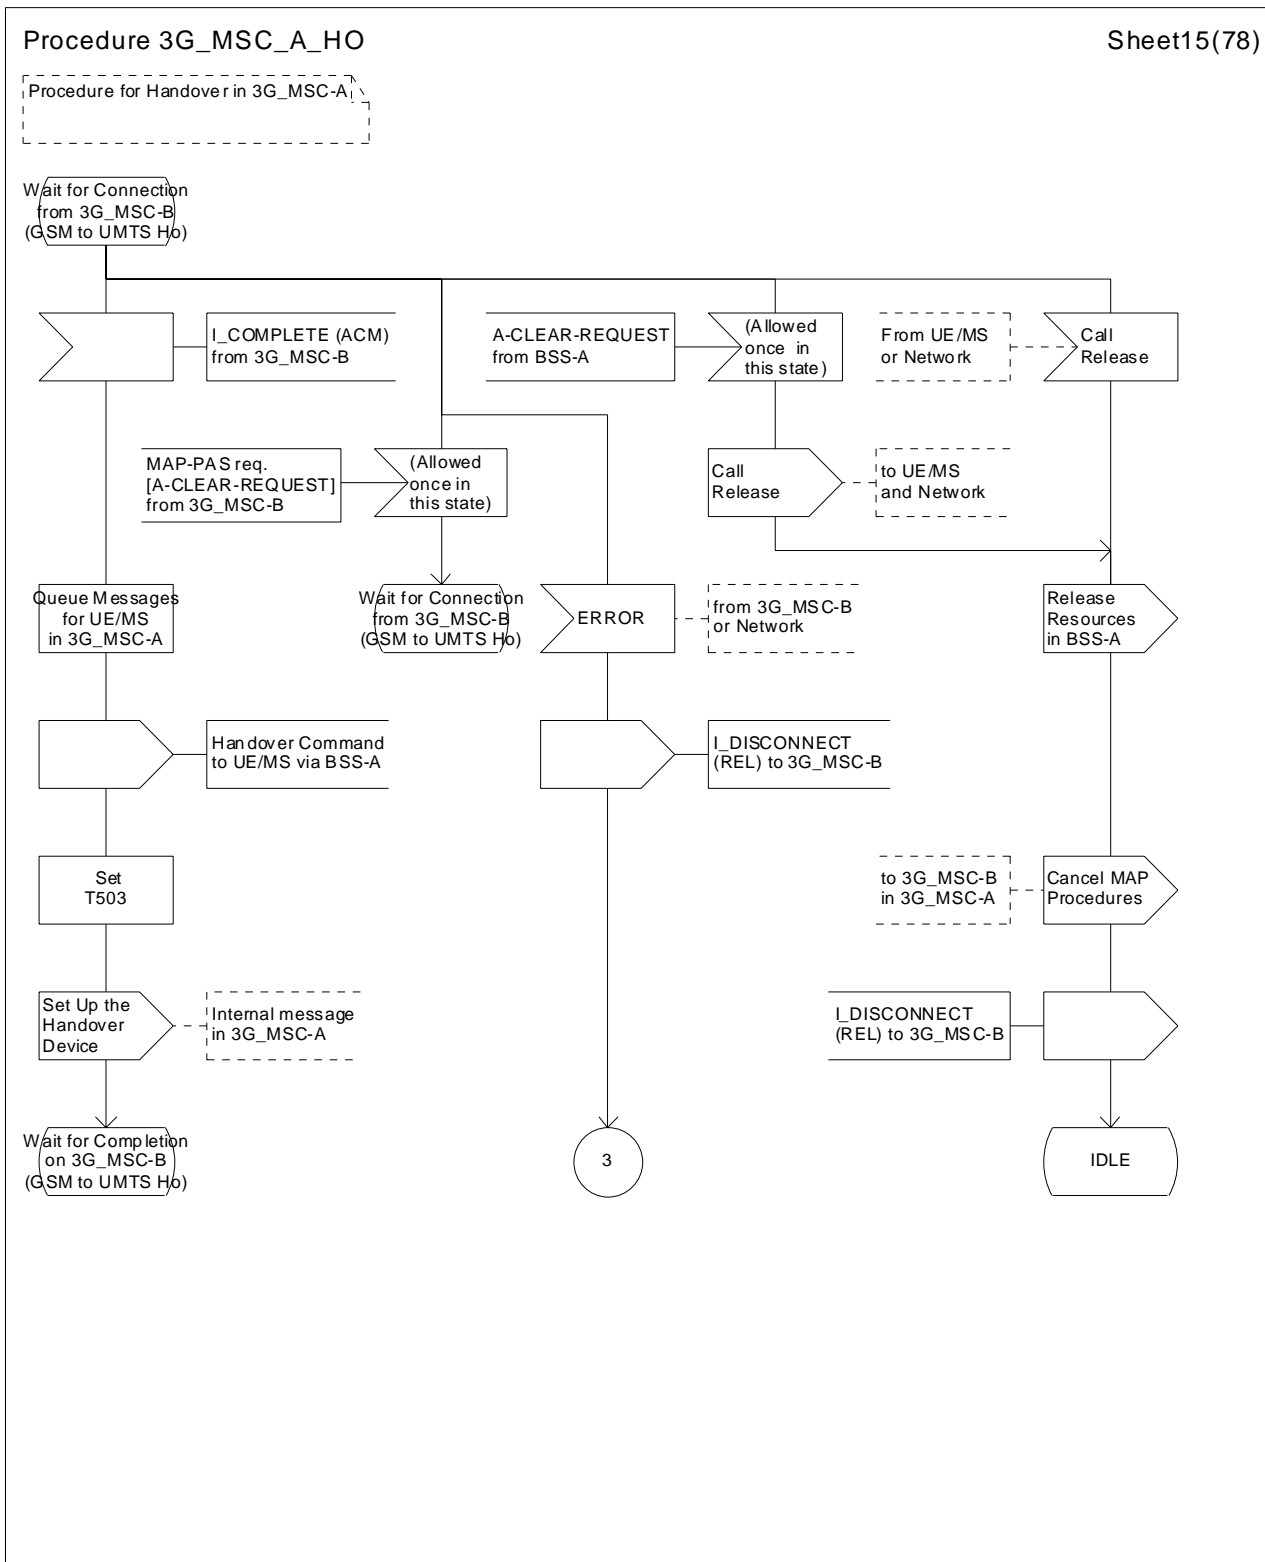 Procedure 3G_MSC_A_HO
Sheet15(78)
Procedure for Handover in 3G_MSC-A
Wait for Connection
from 3G_MSC-B
(GSM to UMTS Ho)
I_COMPLETE (ACM)
from 3G_MSC-B
A-CLEAR-REQUEST
from BSS-A
(Allowed
once in
this state)
From UE/MS
or Network
Call
Release
MAP-PAS req.
[A-CLEAR-REQUEST]
from 3G_MSC-B
(Allowed
once in
this state)
Call
Release
to UE/MS
and Network
Queue Messages
for UE/MS
in 3G_MSC-A
Wait for Connection
from 3G_MSC-B
(GSM to UMTS Ho)
ERROR
from 3G_MSC-B
or Network
Release
Resources
in BSS-A
Handover Command
to UE/MS via BSS-A
I_DISCONNECT
(REL) to 3G_MSC-B
Set
T503
to 3G_MSC-B
in 3G_MSC-A
Cancel MAP
Procedures
Set Up the
Handover
Device
Internal message
in 3G_MSC-A
I_DISCONNECT
(REL) to 3G_MSC-B
Wait for Completion
on 3G_MSC-B
(GSM to UMTS Ho)
3
IDLE